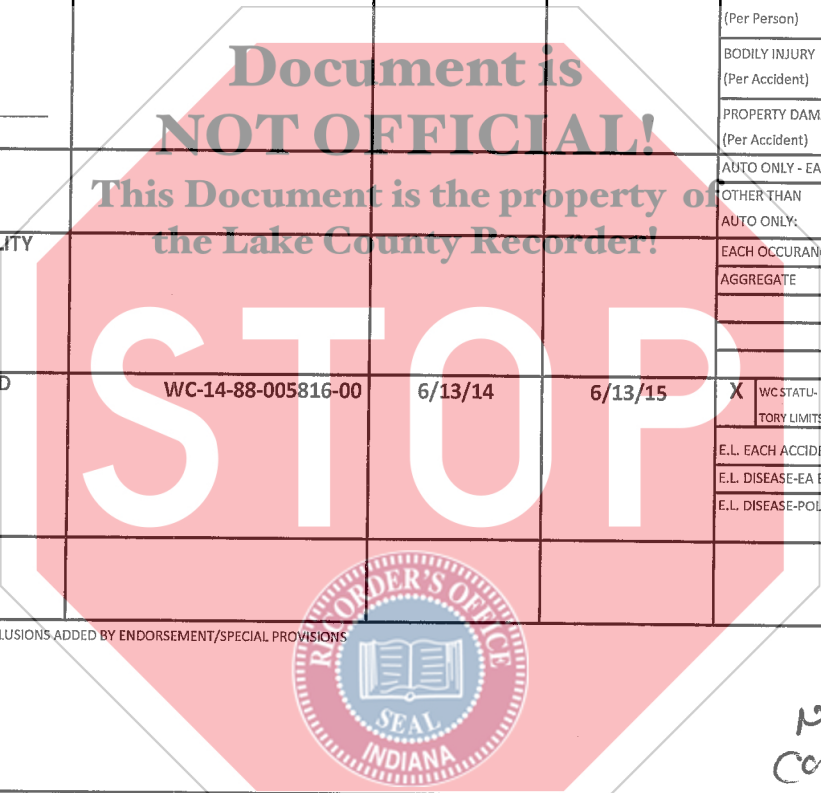 (Per Person)
BODILY INJURY
(Per Accident)
PROPERTY DAM
(Per Accident)
AUTO ONLY - EA
OTHER THAN
AUTO ONLY:
EACH OCCURANC
AGGREGATE
Document is
NOT OFFICIAL!
This Document is the property of
the Lake County Recorder!
LITY
STOP
D WC-14-88-005816-00 6/13/14 6/13/15 X WC STATU-
TORY LIMITS
E.L. EACH ACCIDE
E.L. DISEASE-EA E
E.L. DISEASE-POL
LUSIONS ADDED BY ENDORSEMENT/SPECIAL PROVISIONS
RECORDER'S OFFICE
SEAL
INDIANA